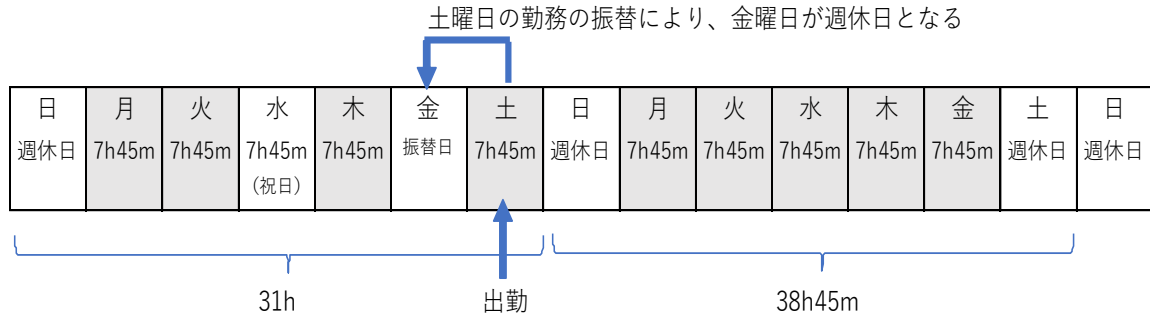 土曜日の勤務の振替により、金曜日が週休日となる
日 月 火 水 木 金 土 日 月 火 水 木 金 土 日
週休日 7h45m 7h45m 7h45m 7h45m 振替日 7h45m 週休日 7h45m 7h45m 7h45m 7h45m 7h45m 週休日 週休日
（祝日）
31h 出勤 38h45m